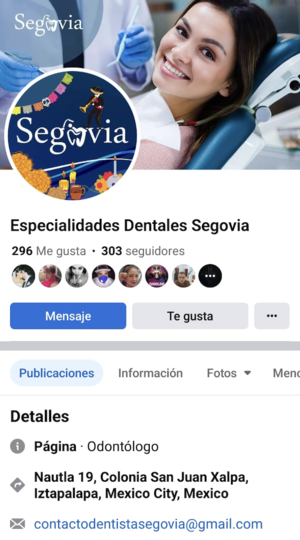 Segovia
Segovia
Especialidades Dentales Segovia
296 Me gusta • 303 seguidores
Mensaje
Te gusta
Publicaciones
Información
Fotos
Menc
Detalles
Página · Odontólogo
Nautla 19, Colonia San Juan Xalpa,
Iztapalapa, Mexico City, Mexico
contactodentistasegovia@gmail.com